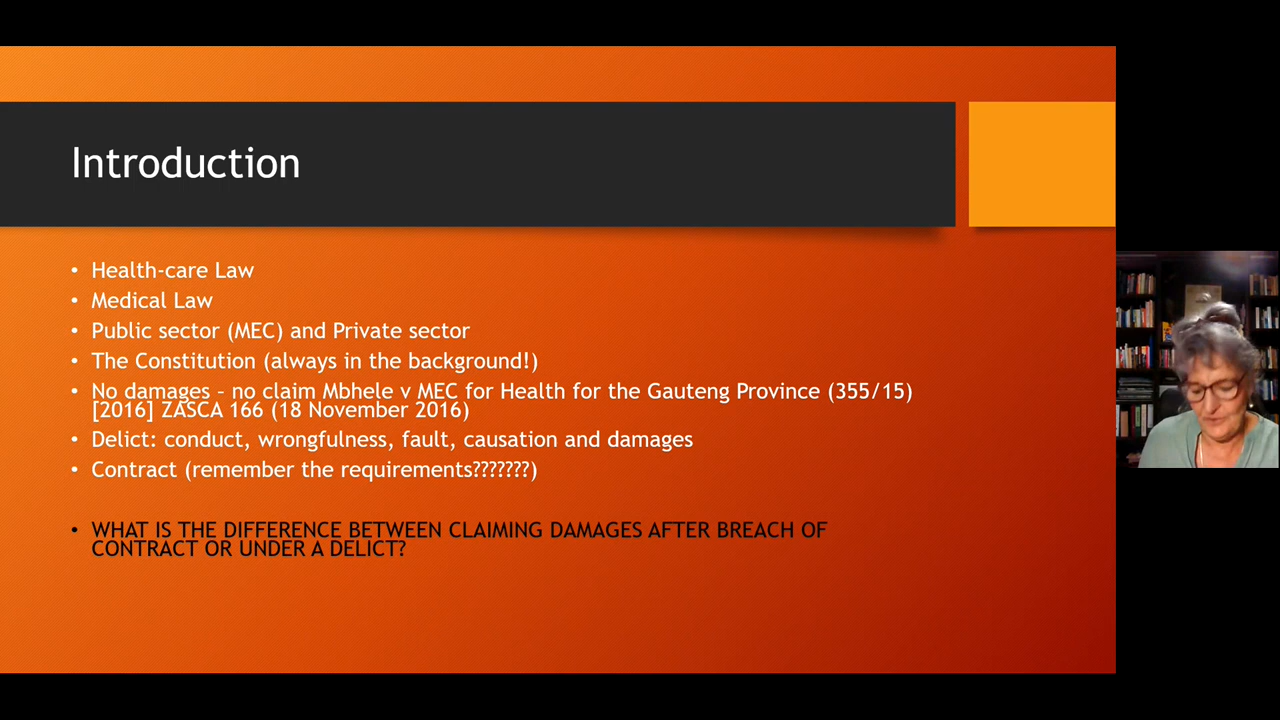 Introduction
• Health-care Law
• Medical Law
• Public sector (MEC) and Private sector
• The Constitution (always in the background!)
• No damages – no claim Mbhele v MEC for Health for the Gauteng Province (355/15)
[2016] ZASCA 166 (18 November 2016)
• Delict: conduct, wrongfulness, fault, causation and damages
• Contract (remember the requirements???????)
• WHAT IS THE DIFFERENCE BETWEEN CLAIMING DAMAGES AFTER BREACH OF
CONTRACT OR UNDER A DELICT?